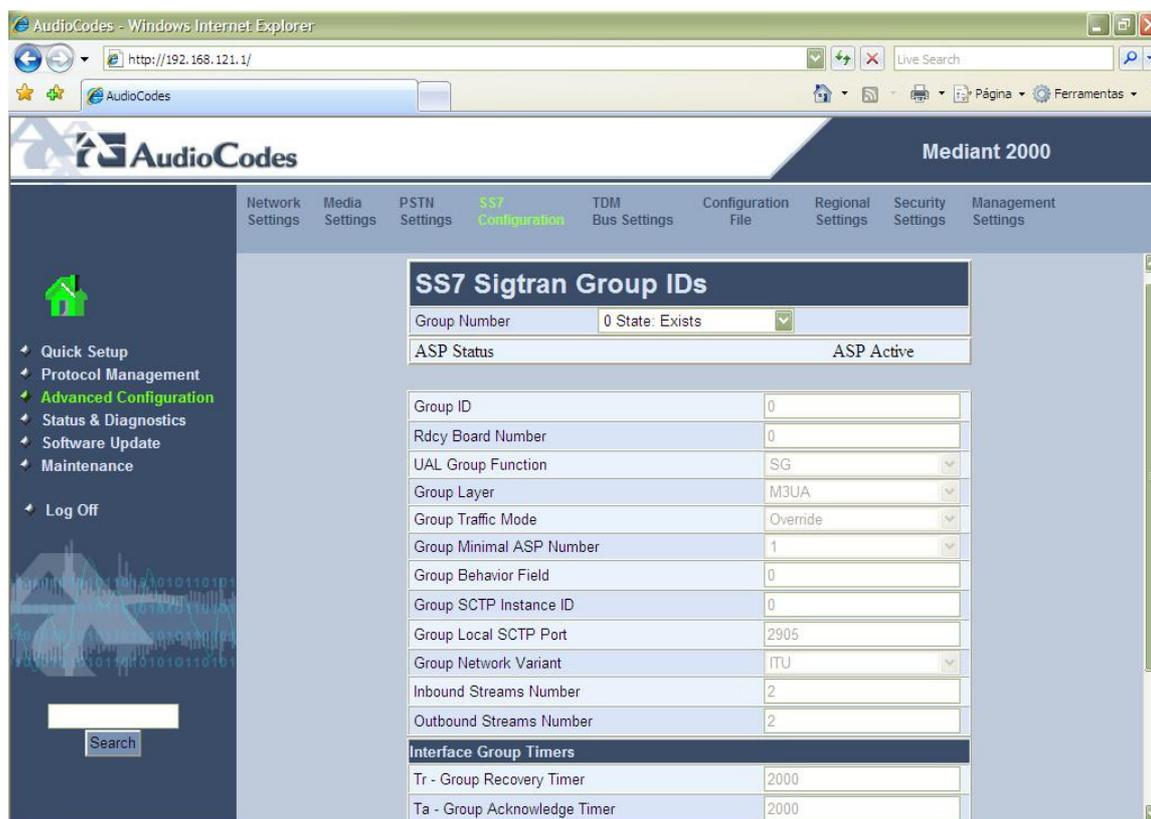 AudioCodes - Windows Internet Explorer
http://192.168.121.1/
Live Search
AudioCodes
Página
Ferramentas
AudioCodes
Mediant 2000
Network Settings
Media Settings
PSTN Settings
SS7 Configuration
TDM Bus Settings
Configuration File
Regional Settings
Security Settings
Management Settings
Quick Setup
Protocol Management
Advanced Configuration
Status & Diagnostics
Software Update
Maintenance
Log Off
Search
SS7 Sigtran Group IDs
Group Number 0 State: Exists
ASP Status ASP Active
Group ID 0
Rdcy Board Number 0
UAL Group Function SG
Group Layer M3UA
Group Traffic Mode Override
Group Minimal ASP Number 1
Group Behavior Field 0
Group SCTP Instance ID 0
Group Local SCTP Port 2905
Group Network Variant ITU
Inbound Streams Number 2
Outbound Streams Number 2
Interface Group Timers
Tr - Group Recovery Timer 2000
Ta - Group Acknowledge Timer 2000